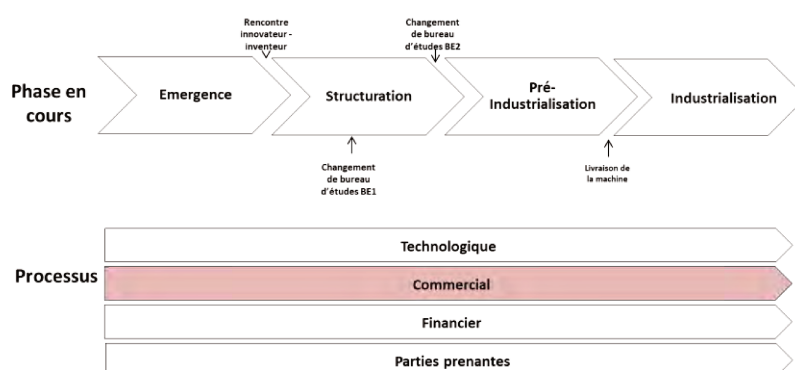 Rencontre
innovateur -
inventeur
Changement
de bureau
d'études BE2
Phase en
cours
Emergence
Structuration
Pré-
Industrialisation
Industrialisation
Changement
de bureau
d'études BE1
Livraison de
la machine
Processus
Technologique
Commercial
Financier
Parties prenantes